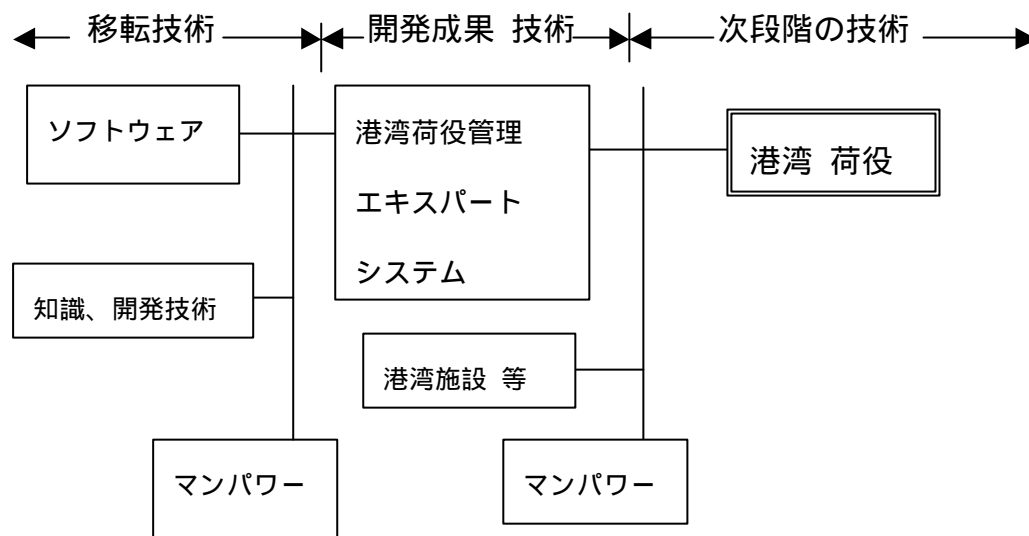 移転技術
開発成果 技術
次段階の技術
ソフトウェア
港湾荷役管理
エキスパート
システム
港湾 荷役
知識、開発技術
港湾施設 等
マンパワー
マンパワー